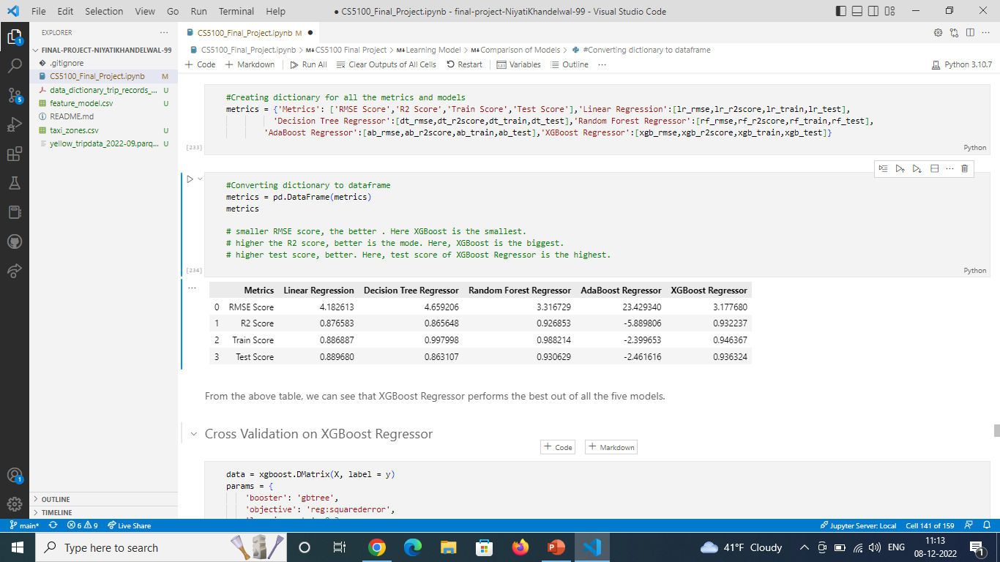 File Edit Selection View Go Run Terminal Help
● CS5100_Final_Project.ipynb - final-project-NiyatiKhandelwal-99 - Visual Studio Code
EXPLORER
FINAL-PROJECT-NIYATIKHANDELWAL-99
.gitignore
CS5100_Final_Project.ipynb M
data_dictionary_trip_records_... U
feature_model.csv U
README.md
taxi_zones.csv U
yellow_tripdata_2022-09.parq... U
OUTLINE
TIMELINE
1
5
1
CS5100_Final_Project.ipynb M ●
CS5100_Final_Project.ipynb > M↓CS5100 Final Project > M↓Learning Model > M↓Comparison of Models > #Converting dictionary to dataframe
+ Code + Markdown Run All Clear Outputs of All Cells Restart Variables Outline ... Python 3.10.7
#Creating dictionary for all the metrics and models
metrics = {'Metrics': ['RMSE Score','R2 Score','Train Score','Test Score'],'Linear Regression':[lr_rmse,lr_r2score,lr_train,lr_test],
'Decision Tree Regressor':[dt_rmse,dt_r2score,dt_train,dt_test],'Random Forest Regressor':[rf_rmse,rf_r2score,rf_train,rf_test],
'AdaBoost Regressor':[ab_rmse,ab_r2score,ab_train,ab_test],'XGBoost Regressor':[xgb_rmse,xgb_r2score,xgb_train,xgb_test]}
[233] Python
#Converting dictionary to dataframe
metrics = pd.DataFrame(metrics)
metrics
# smaller RMSE score, the better . Here XGBoost is the smallest.
# higher the R2 score, better is the mode. Here, XGBoost is the biggest.
# higher test score, better. Here, test score of XGBoost Regressor is the highest.
[234] Python
Metrics Linear Regression Decision Tree Regressor Random Forest Regressor AdaBoost Regressor XGBoost Regressor
0 RMSE Score 4.182613 4.659206 3.316729 23.429340 3.177680
1 R2 Score 0.876583 0.865648 0.926853 -5.889806 0.932237
2 Train Score 0.886887 0.997998 0.988214 -2.399653 0.946367
3 Test Score 0.889680 0.863107 0.930629 -2.461616 0.936324
From the above table, we can see that XGBoost Regressor performs the best out of all the five models.
Cross Validation on XGBoost Regressor
+ Code + Markdown
data = xgboost.DMatrix(X, label = y)
params = {
'booster': 'gbtree',
'objective': 'reg:squarederror',
main* 6 9 Live Share Jupyter Server: Local Cell 141 of 159
Type here to search 41°F Cloudy ENG 11:13
08-12-2022 1